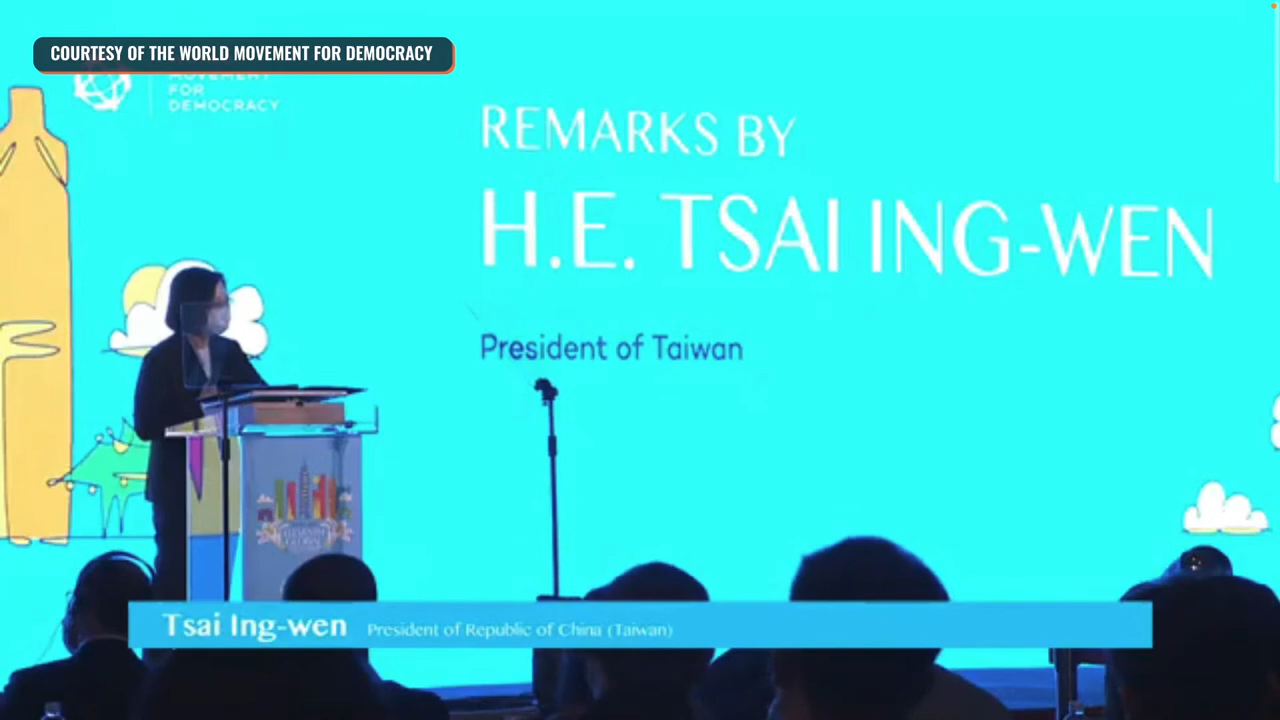 COURTESY OF THE WORLD MOVEMENT FOR DEMOCRACY
MOVEMENT
FOR
DEMOCRACY
REMARKS BY
H.E. TSAI ING-WEN
President of Taiwan
Tsai Ing-wen President of Republic of China (Taiwan)